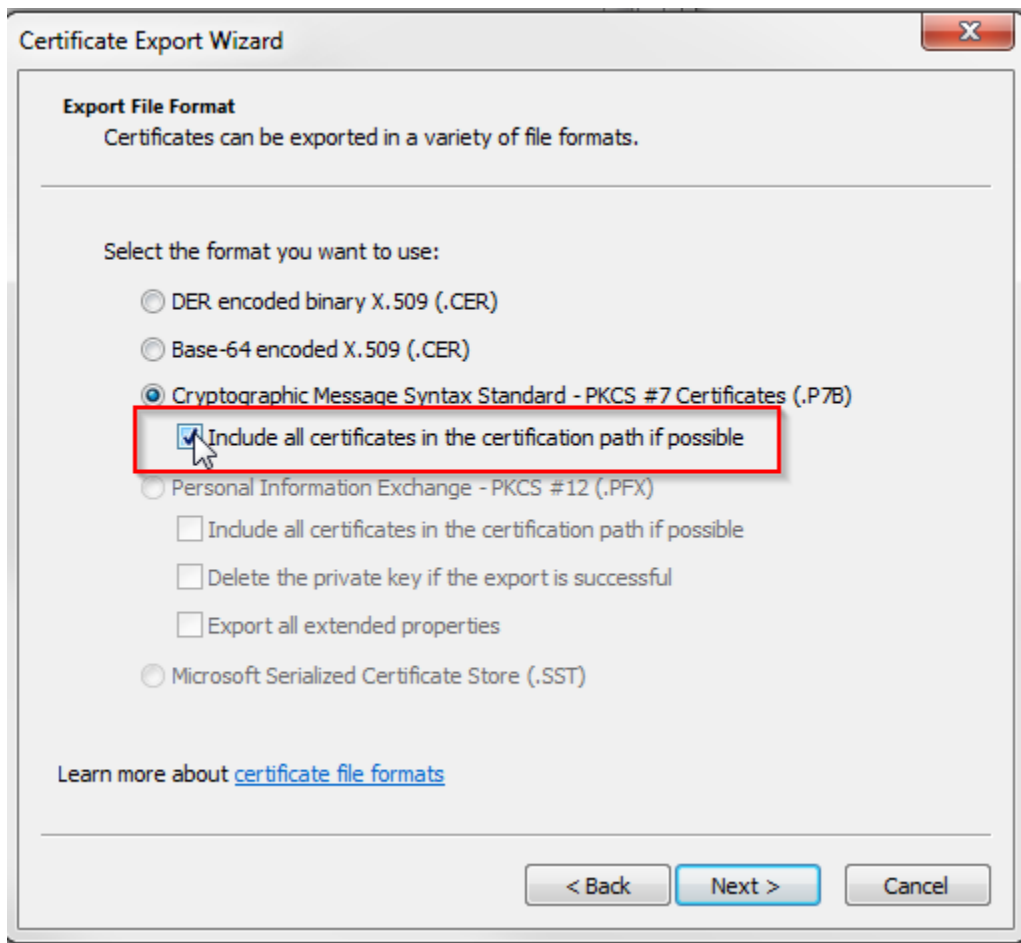 Certificate Export Wizard
Export File Format
Certificates can be exported in a variety of file formats.
Select the format you want to use:
DER encoded binary X.509 (.CER)
Base-64 encoded X.509 (.CER)
Cryptographic Message Syntax Standard - PKCS #7 Certificates (.P7B)
Include all certificates in the certification path if possible
Personal Information Exchange - PKCS #12 (.PFX)
Include all certificates in the certification path if possible
Delete the private key if the export is successful
Export all extended properties
Microsoft Serialized Certificate Store (.SST)
Learn more about certificate file formats
< Back Next > Cancel